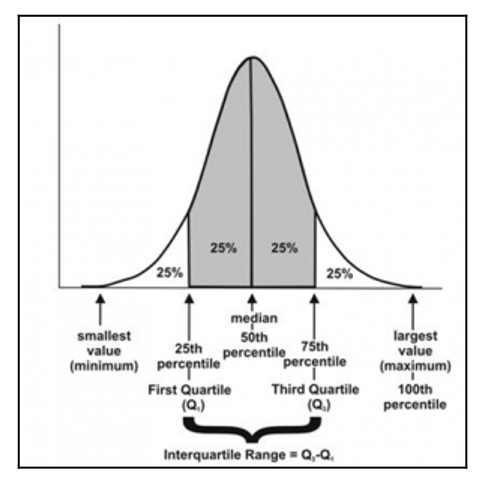 25%
25%
25%
25%
smallest
value
(minimum)
25th
percentile
First Quartile
(Q₁)
median
50th
percentile
75th
percentile
Third Quartile
(Q₃)
largest
value
(maximum)
100th
percentile
Interquartile Range = Q₃-Q₁